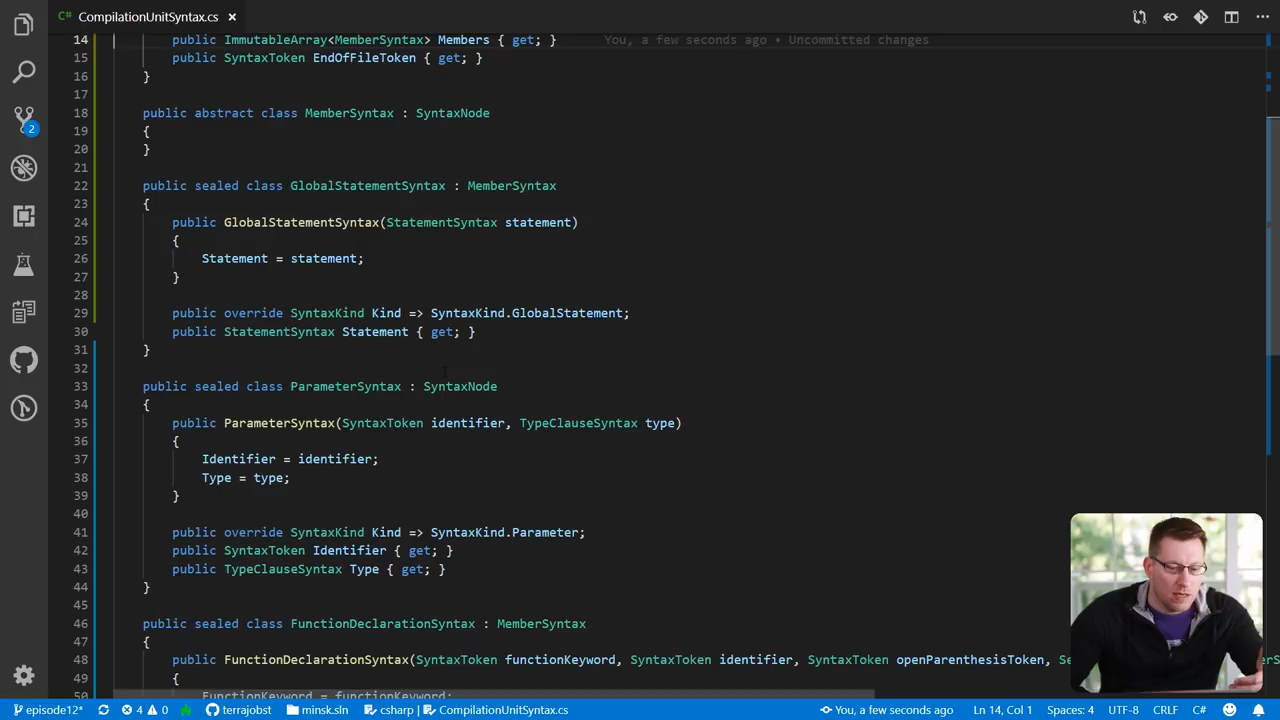 C# CompilationUnitSyntax.cs ×
14 public ImmutableArray<MemberSyntax> Members { get; } You, a few seconds ago • Uncommitted changes
15 public SyntaxToken EndOfFileToken { get; }
16 }
17
18 public abstract class MemberSyntax : SyntaxNode
19 {
20 }
21
22 public sealed class GlobalStatementSyntax : MemberSyntax
23 {
24 public GlobalStatementSyntax(StatementSyntax statement)
25 {
26 Statement = statement;
27 }
28
29 public override SyntaxKind Kind => SyntaxKind.GlobalStatement;
30 public StatementSyntax Statement { get; }
31 }
32
33 public sealed class ParameterSyntax : SyntaxNode
34 {
35 public ParameterSyntax(SyntaxToken identifier, TypeClauseSyntax type)
36 {
37 Identifier = identifier;
38 Type = type;
39 }
40
41 public override SyntaxKind Kind => SyntaxKind.Parameter;
42 public SyntaxToken Identifier { get; }
43 public TypeClauseSyntax Type { get; }
44 }
45
46 public sealed class FunctionDeclarationSyntax : MemberSyntax
47 {
48 public FunctionDeclarationSyntax(SyntaxToken functionKeyword, SyntaxToken identifier, SyntaxToken openParenthesisToken,
49 {
50 FunctionKeyword = functionKeyword;
2
episode12* 4 0 terrajobst minsk.sln csharp | CompilationUnitSyntax.cs You, a few seconds ago Ln 14, Col 1 Spaces: 4 UTF-8 CRLF C#